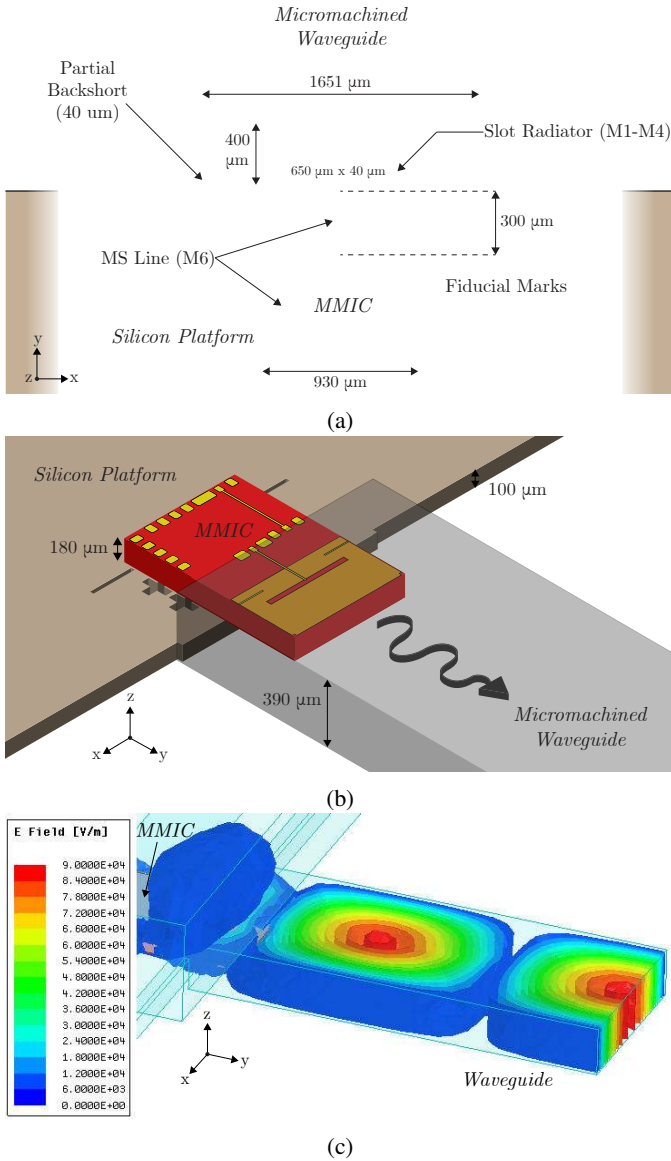 Micromachined
Waveguide
Partial
Backshort
(40 um)
1651 µm
400
µm
Slot Radiator (M1-M4)
650 µm x 40 µm
300 µm
MS Line (M6)
Fiducial Marks
MMIC
Silicon Platform
y
z
x
930 µm
(a)
Silicon Platform
100 µm
MMIC
180 µm
390 µm
z
x
y
Micromachined
Waveguide
(b)
E Field [V/m]
MMIC
9.0000E+04
8.4000E+04
7.8000E+04
7.2000E+04
6.6000E+04
6.0000E+04
5.4000E+04
4.8000E+04
4.2000E+04
3.6000E+04
3.0000E+04
2.4000E+04
1.8000E+04
1.2000E+04
6.0000E+03
0.0000E+00
z
y
x
Waveguide
(c)